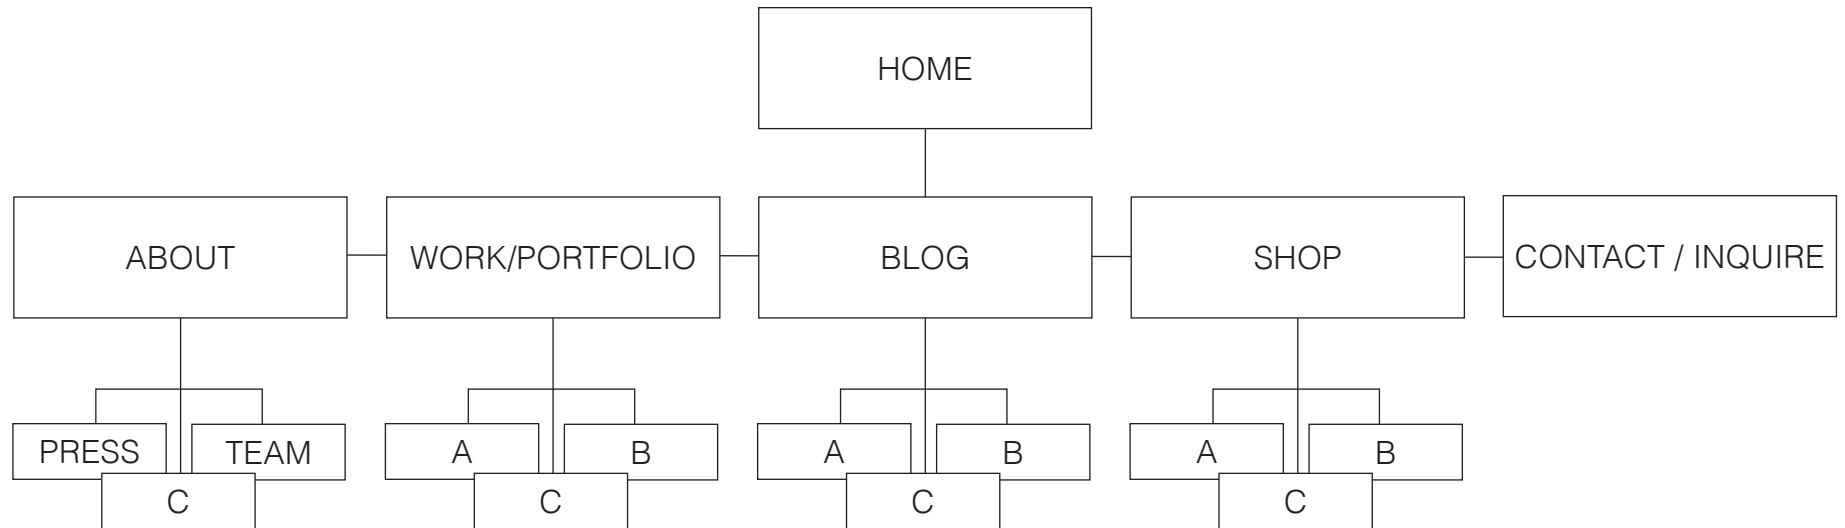 HOME
ABOUT
WORK/PORTFOLIO
BLOG
SHOP
CONTACT / INQUIRE
PRESS
TEAM
C
A
B
C
A
B
C
A
B
C